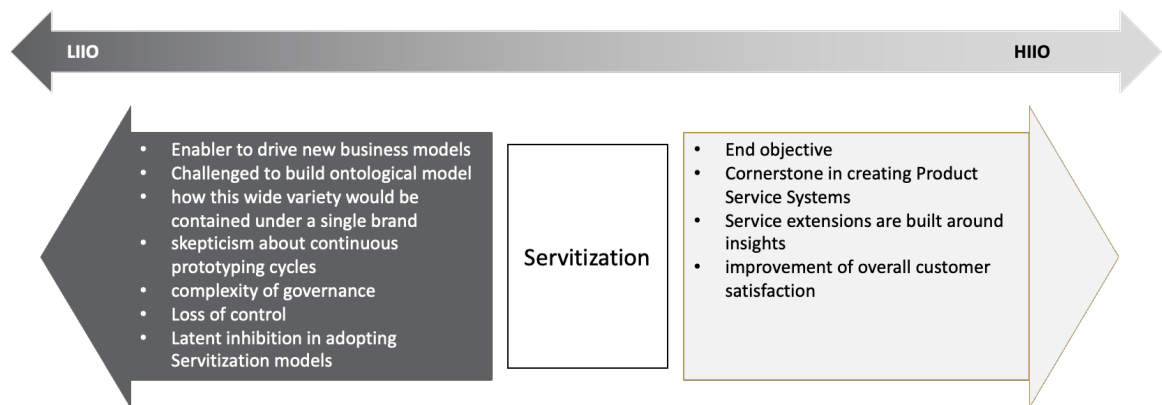 LIIO
HIIO
• Enabler to drive new business models
• Challenged to build ontological model
• how this wide variety would be
contained under a single brand
• skepticism about continuous
prototyping cycles
• complexity of governance
• Loss of control
• Latent inhibition in adopting
Servitization models
Servitization
• End objective
• Cornerstone in creating Product
Service Systems
• Service extensions are built around
insights
• improvement of overall customer
satisfaction